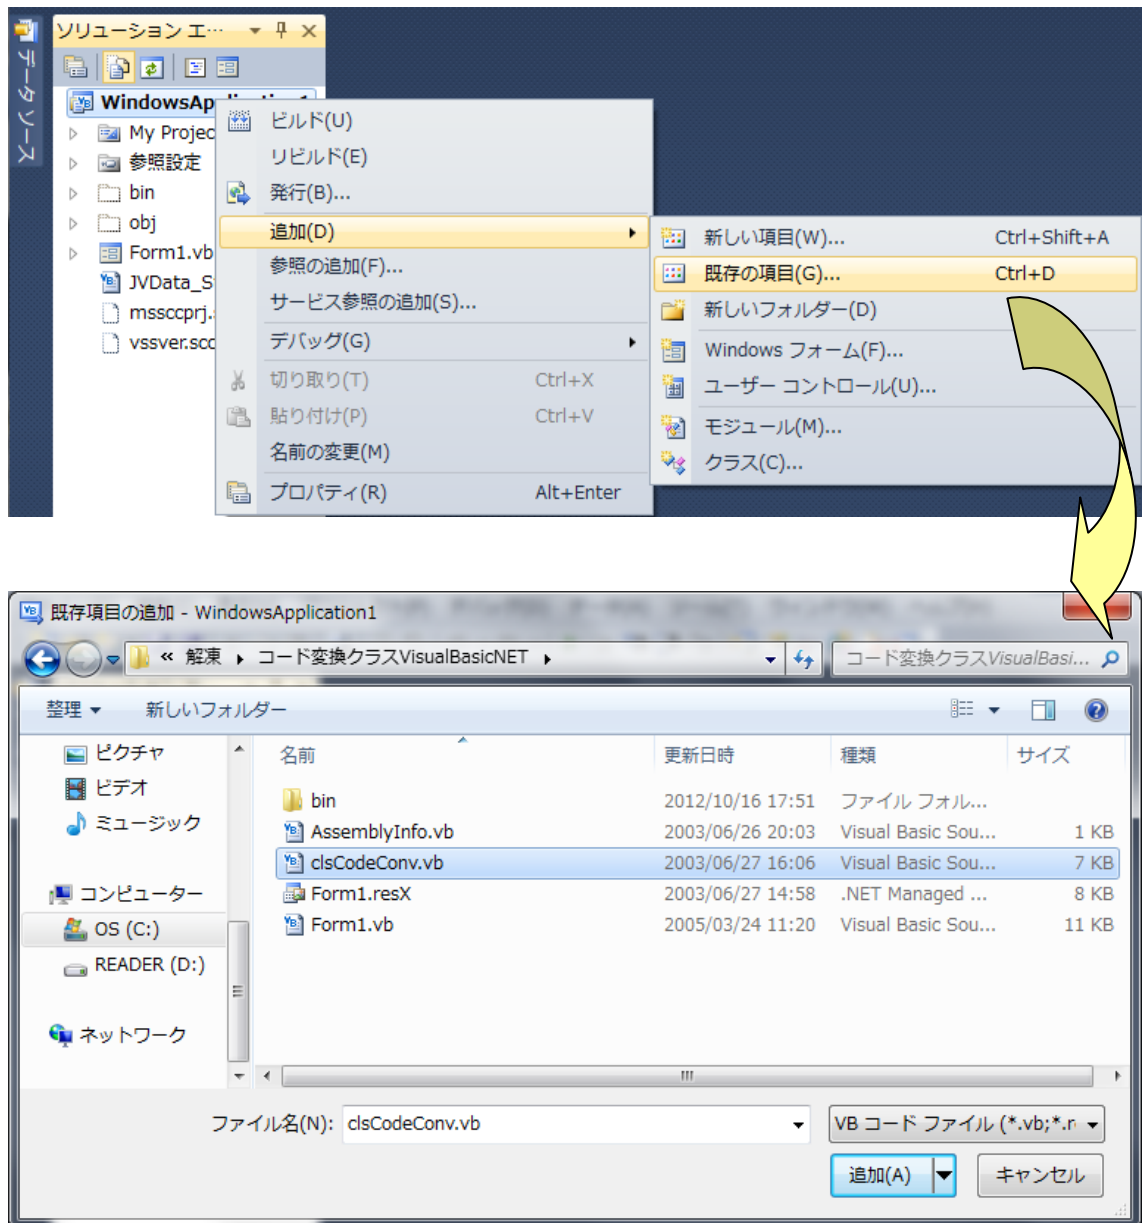 データ ソース
ソリューション エ…
WindowsAp
My Projec
参照設定
bin
obj
Form1.vb
JVData_S
mssccprj.
vssver.scc
ビルド(U)
リビルド(E)
発行(B)...
追加(D)
参照の追加(F)...
サービス参照の追加(S)...
デバッグ(G)
切り取り(T) Ctrl+X
貼り付け(P) Ctrl+V
名前の変更(M)
プロパティ(R) Alt+Enter
新しい項目(W)... Ctrl+Shift+A
既存の項目(G)... Ctrl+D
新しいフォルダー(D)
Windows フォーム(F)...
ユーザー コントロール(U)...
モジュール(M)...
クラス(C)...
既存項目の追加 - WindowsApplication1
« 解凍 ▸ コード変換クラスVisualBasicNET ▸
コード変換クラスVisualBasi...
整理 ▼ 新しいフォルダー
ピクチャ
ビデオ
ミュージック
コンピューター
OS (C:)
READER (D:)
ネットワーク
名前 更新日時 種類 サイズ
bin 2012/10/16 17:51 ファイル フォル...
AssemblyInfo.vb 2003/06/26 20:03 Visual Basic Sou... 1 KB
clsCodeConv.vb 2003/06/27 16:06 Visual Basic Sou... 7 KB
Form1.resX 2003/06/27 14:58 .NET Managed ... 8 KB
Form1.vb 2005/03/24 11:20 Visual Basic Sou... 11 KB
ファイル名(N): clsCodeConv.vb
VB コード ファイル (*.vb;*.r
追加(A) キャンセル